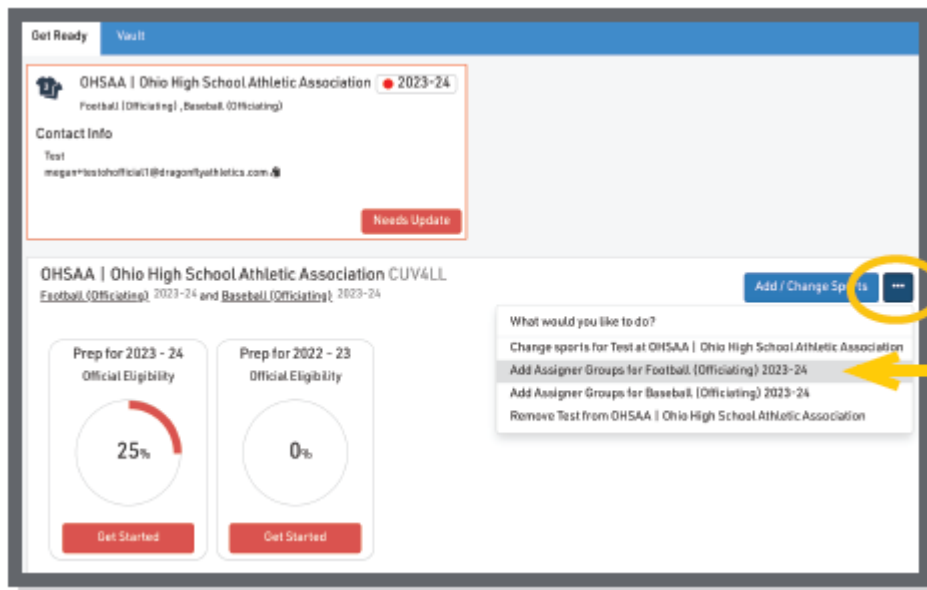 Get Ready
Vault
OHSAA | Ohio High School Athletic Association
2023-24
Football (Officiating) ,Baseball (Officiating)
Contact Info
Test
megan+testohofficial1@dragonflyathletics.com
Needs Update
OHSAA | Ohio High School Athletic Association CUV4LL
Football (Officiating) 2023-24 and Baseball (Officiating) 2023-24
Add / Change Sports
What would you like to do?
Change sports for Test at OHSAA | Ohio High School Athletic Association
Add Assigner Groups for Football (Officiating) 2023-24
Add Assigner Groups for Baseball (Officiating) 2023-24
Remove Test from OHSAA | Ohio High School Athletic Association
Prep for 2023 - 24
Official Eligibility
25%
Get Started
Prep for 2022 - 23
Official Eligibility
0%
Get Started